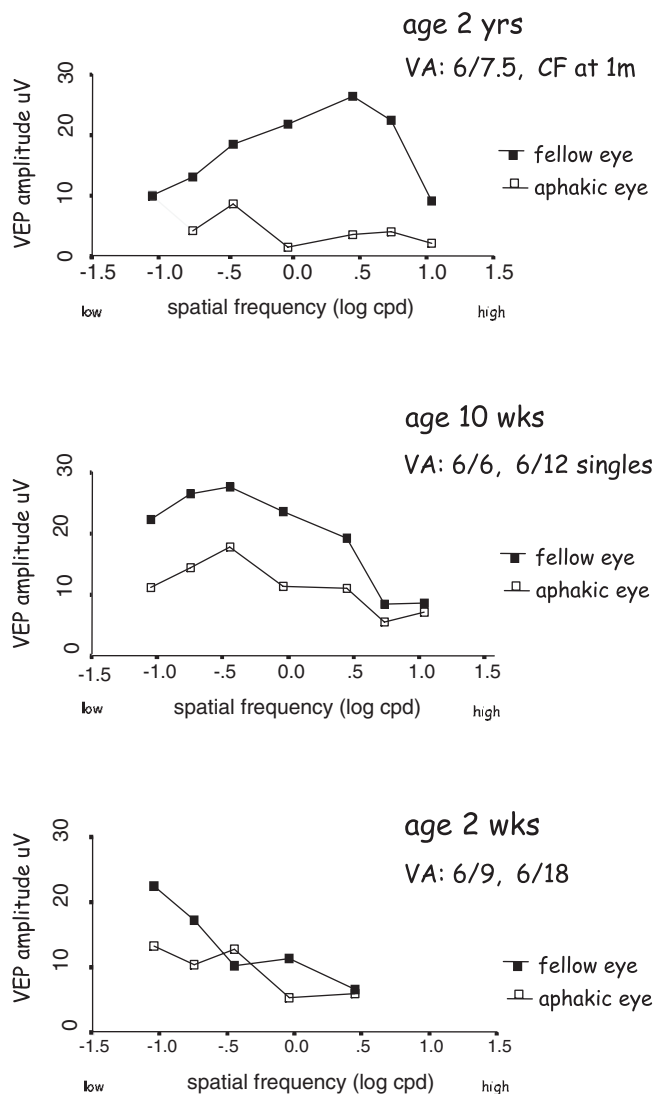 age 2 yrs
VA: 6/7.5, CF at 1m
VEP amplitude uV
30
20
10
0
fellow eye
aphakic eye
-1.5 -1.0 -.5 0.0 .5 1.0 1.5
low spatial frequency (log cpd) high
age 10 wks
VA: 6/6, 6/12 singles
VEP amplitude uV
30
20
10
0
fellow eye
aphakic eye
-1.5 -1.0 -.5 0.0 .5 1.0 1.5
low spatial frequency (log cpd) high
age 2 wks
VA: 6/9, 6/18
VEP amplitude uV
30
20
10
0
fellow eye
aphakic eye
-1.5 -1.0 -.5 0.0 .5 1.0 1.5
low spatial frequency (log cpd) high